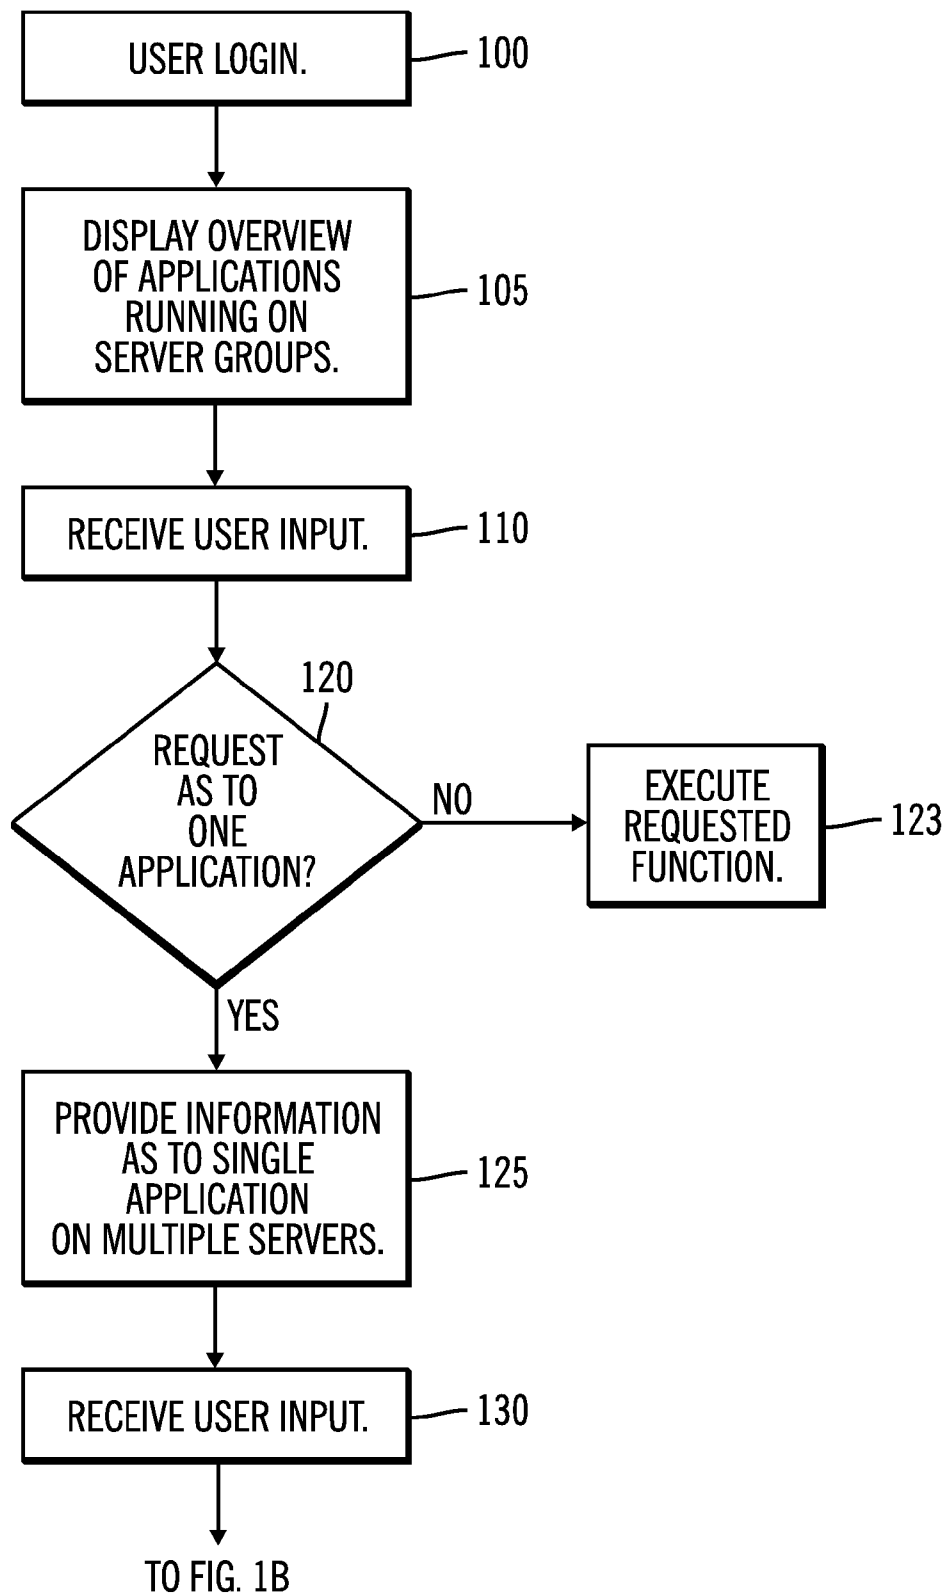 USER LOGIN.
100
DISPLAY OVERVIEW
OF APPLICATIONS
RUNNING ON
SERVER GROUPS.
105
RECEIVE USER INPUT.
110
120
REQUEST
AS TO
ONE
APPLICATION?
NO
EXECUTE
REQUESTED
FUNCTION.
123
YES
PROVIDE INFORMATION
AS TO SINGLE
APPLICATION
ON MULTIPLE SERVERS.
125
RECEIVE USER INPUT.
130
TO FIG. 1B